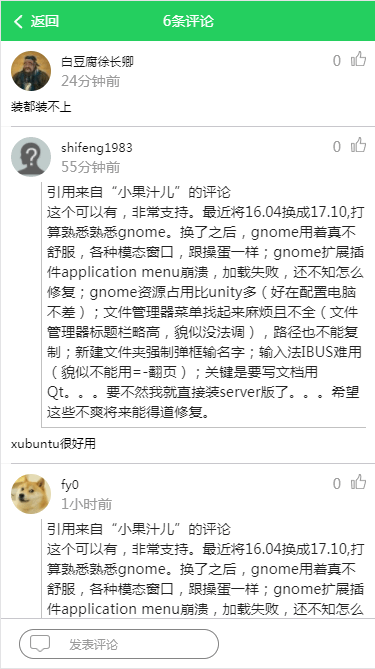 返回
6条评论
白豆腐徐长卿
0
24分钟前
装都装不上
shifeng1983
0
55分钟前
引用来自“小果汁儿”的评论
这个可以有，非常支持。最近将16.04换成17.10,打
算熟悉熟悉gnome。换了之后，gnome用着真不
舒服，各种模态窗口，跟操蛋一样；gnome扩展插
件application menu崩溃，加载失败，还不知怎么
修复；gnome资源占用比unity多（好在配置电脑
不差）；文件管理器菜单找起来麻烦且不全（文件
管理器标题栏略高，貌似没法调），路径也不能复
制；新建文件夹强制弹框输名字；输入法IBUS难用
（貌似不能用=-翻页）；关键是要写文档用
Qt。。。要不然我就直接装server版了。。。希望
这些不爽将来能得道修复。
xubuntu很好用
fy0
0
1小时前
引用来自“小果汁儿”的评论
这个可以有，非常支持。最近将16.04换成17.10,打
算熟悉熟悉gnome。换了之后，gnome用着真不
舒服，各种模态窗口，跟操蛋一样；gnome扩展插
件application menu崩溃，加载失败，还不知怎么
发表评论